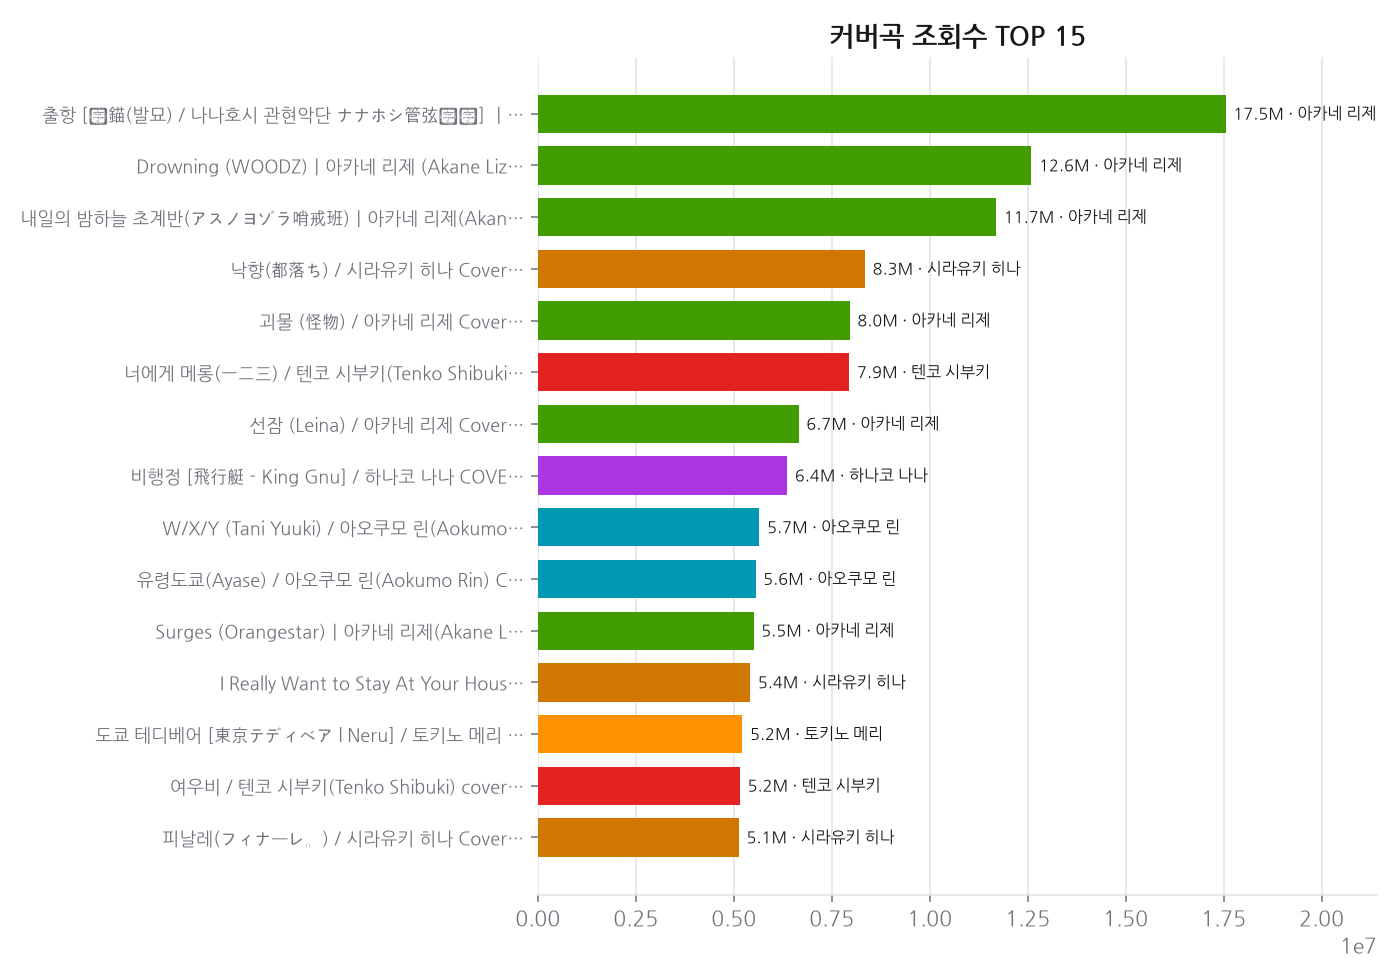 커버곡 조회수 TOP 15
출항 [錨(발묘) / 나나호시 관현악단 ナナホシ管弦] | …
17.5M · 아카네 리제
Drowning (WOODZ) | 아카네 리제 (Akane Liz…
12.6M · 아카네 리제
내일의 밤하늘 초계반(アスノヨゾラ哨戒班) | 아카네 리제(Akan…
11.7M · 아카네 리제
낙향(都落ち) / 시라유키 히나 Cover…
8.3M · 시라유키 히나
괴물 (怪物) / 아카네 리제 Cover…
8.0M · 아카네 리제
너에게 메롱(一二三) / 텐코 시부키(Tenko Shibuki…
7.9M · 텐코 시부키
선잠 (Leina) / 아카네 리제 Cover…
6.7M · 아카네 리제
비행정 [飛行艇 - King Gnu] / 하나코 나나 COVE…
6.4M · 하나코 나나
W/X/Y (Tani Yuuki) / 아오쿠모 린(Aokumo…
5.7M · 아오쿠모 린
유령도쿄(Ayase) / 아오쿠모 린(Aokumo Rin) C…
5.6M · 아오쿠모 린
Surges (Orangestar) | 아카네 리제(Akane L…
5.5M · 아카네 리제
I Really Want to Stay At Your Hous…
5.4M · 시라유키 히나
도쿄 테디베어 [東京テディベア | Neru] / 토키노 메리 …
5.2M · 토키노 메리
여우비 / 텐코 시부키(Tenko Shibuki) cover…
5.2M · 텐코 시부키
피날레(フィナーレ。) / 시라유키 히나 Cover…
5.1M · 시라유키 히나
0.00 0.25 0.50 0.75 1.00 1.25 1.50 1.75 2.00
1e7